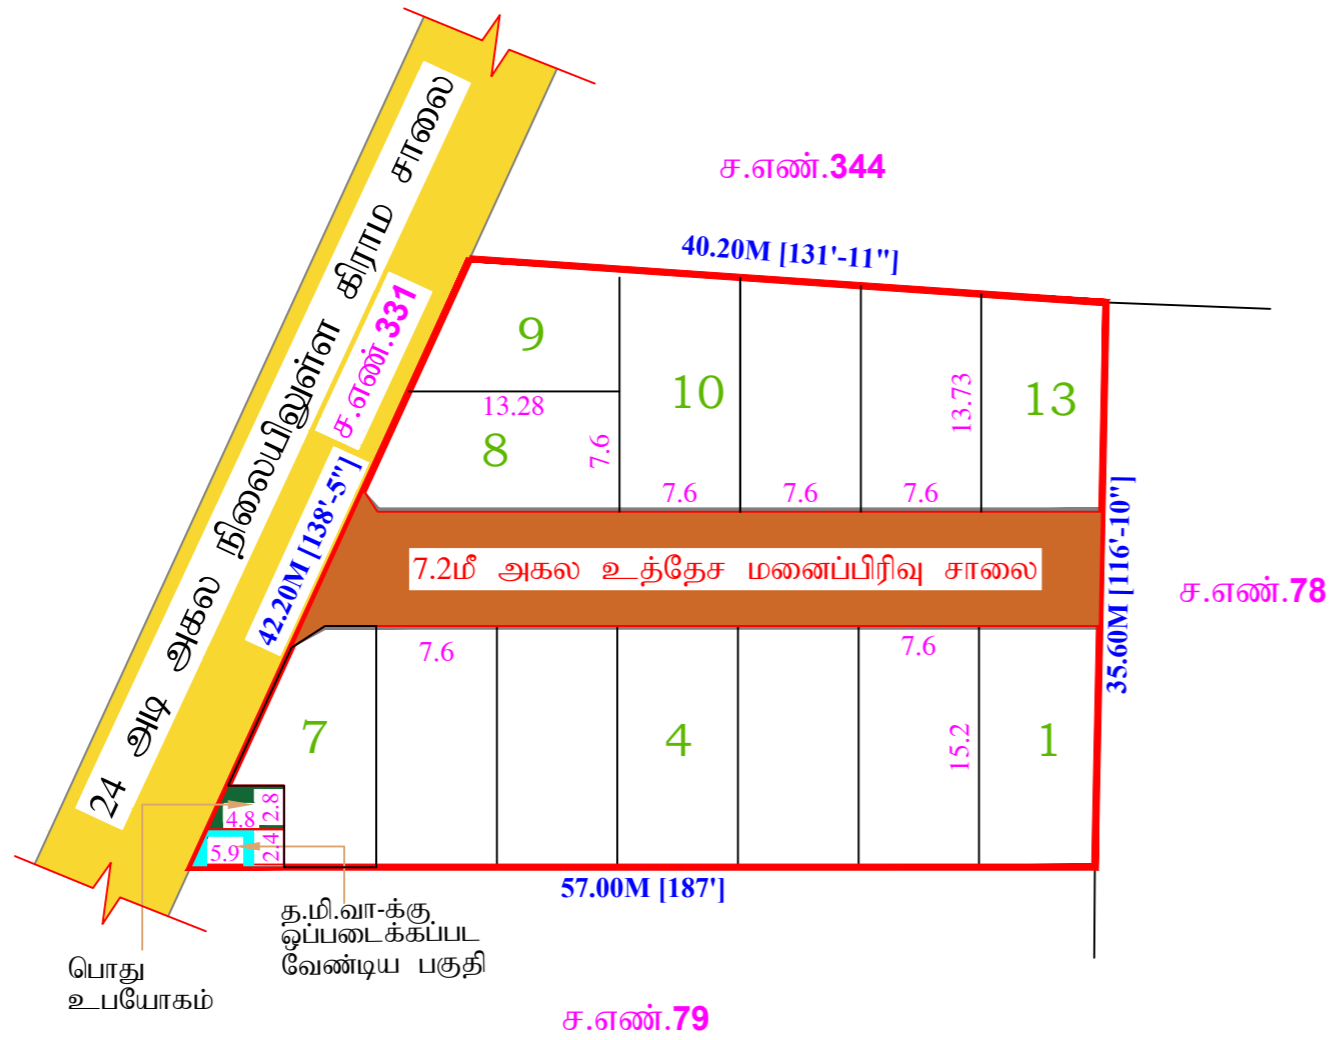 ச.எண்.344
40.20M [131'-11"]
24 அடி அகல நிலையிலுள்ள கிராம சாலை
ச.எண்.331
42.20M [138'-5"]
9
13.28
8
7.6
10
7.6
7.6
7.6
13.73
13
7.2மீ அகல உத்தேச மனைப்பிரிவு சாலை
35.60M [116'-10"]
ச.எண்.78
7.6
7.6
7
4
15.2
1
4.8
2.8
5.9
2.4
57.00M [187']
த.மி.வா-க்கு
ஒப்படைக்கப்பட
வேண்டிய பகுதி
பொது
உபயோகம்
ச.எண்.79